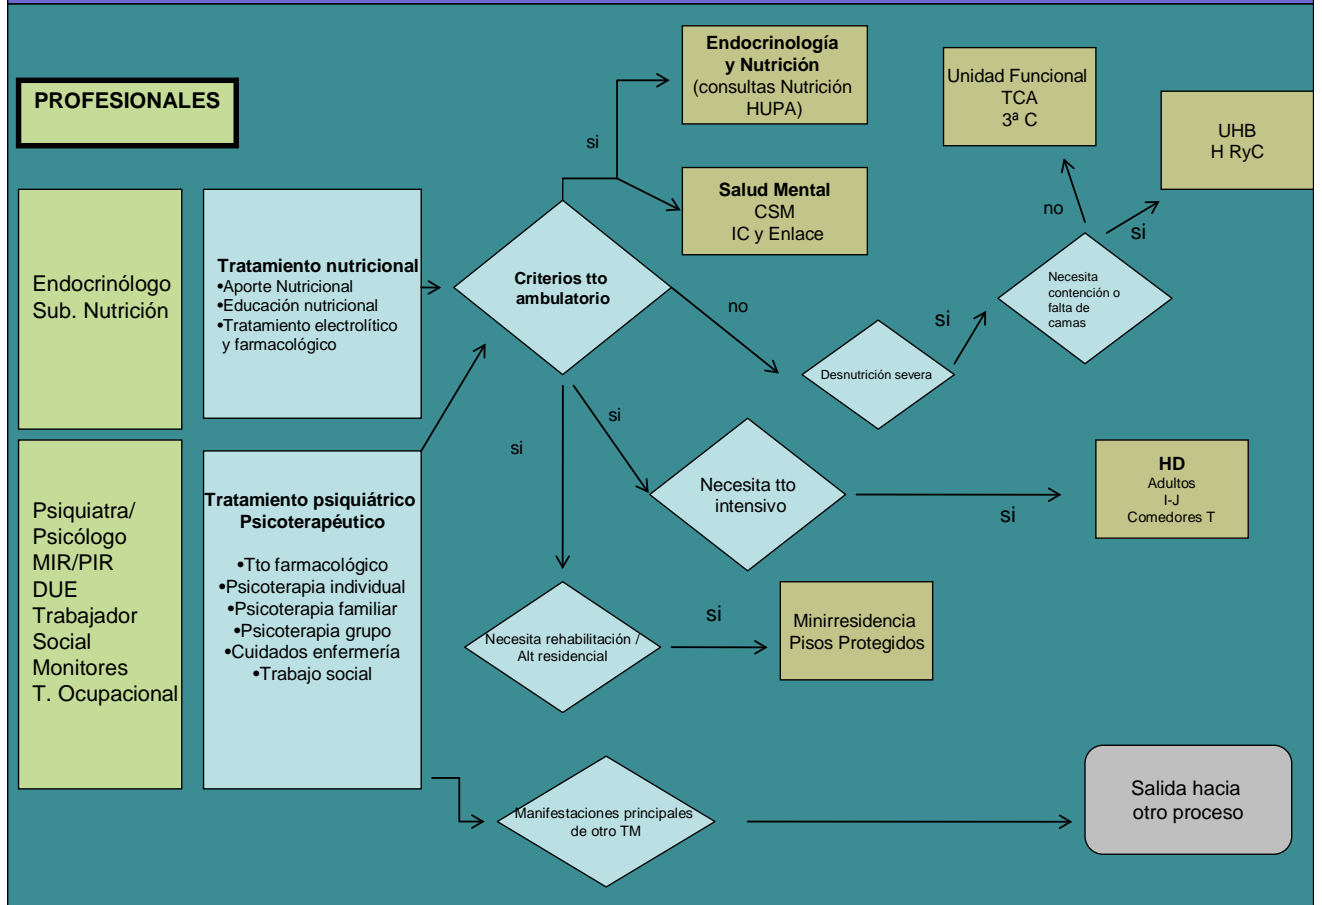 PROFESIONALES
Endocrinología
y Nutrición
(consultas Nutrición
HUPA)
Unidad Funcional
TCA
3ª C
UHB
H RyC
si
Salud Mental
CSM
IC y Enlace
no
si
Endocrinólogo
Sub. Nutrición
Tratamiento nutricional
•Aporte Nutricional
•Educación nutricional
•Tratamiento electrolítico
y farmacológico
Criterios tto
ambulatorio
Necesita
contención o
falta de
camas
no
si
Desnutrición severa
si
si
Psiquiatra/
Psicólogo
MIR/PIR
DUE
Trabajador
Social
Monitores
T. Ocupacional
Tratamiento psiquiátrico
Psicoterapéutico
•Tto farmacológico
•Psicoterapia individual
•Psicoterapia familiar
•Psicoterapia grupo
•Cuidados enfermería
•Trabajo social
Necesita tto
intensivo
si
HD
Adultos
I-J
Comedores T
Necesita rehabilitación /
Alt residencial
si
Minirresidencia
Pisos Protegidos
Manifestaciones principales
de otro TM
Salida hacia
otro proceso